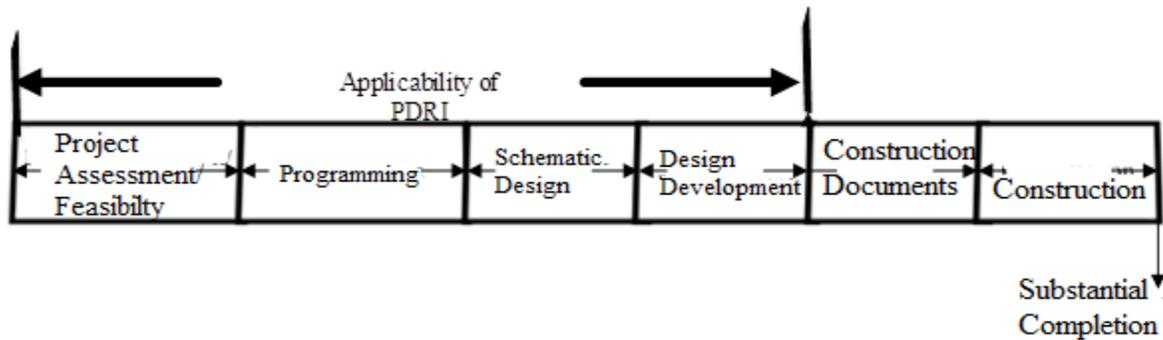 Applicability of
PDRI
Project
Assessment/
Feasibilty
Programming
Schematic
Design
Design
Development
Construction
Documents
Construction
Substantial
Completion